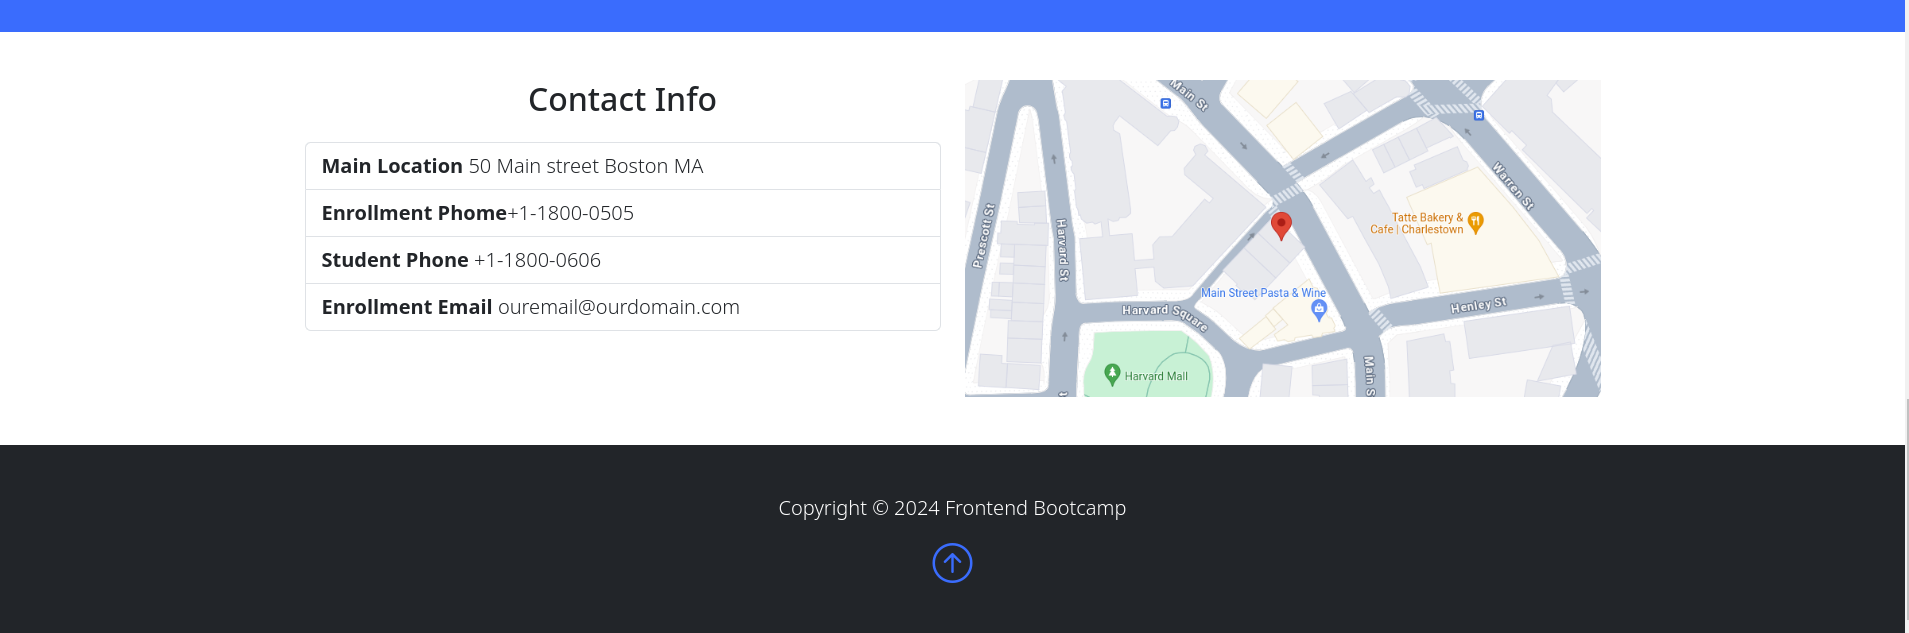 Contact Info
Main Location 50 Main street Boston MA
Enrollment Phome+1-1800-0505
Student Phone +1-1800-0606
Enrollment Email ouremail@ourdomain.com
Main St
Warren St
Prescott St
Harvard St
Tatte Bakery &
Cafe | Charlestown
Main Street Pasta & Wine
Harvard Square
Henley St
Harvard Mall
Main S
t
Copyright © 2024 Frontend Bootcamp